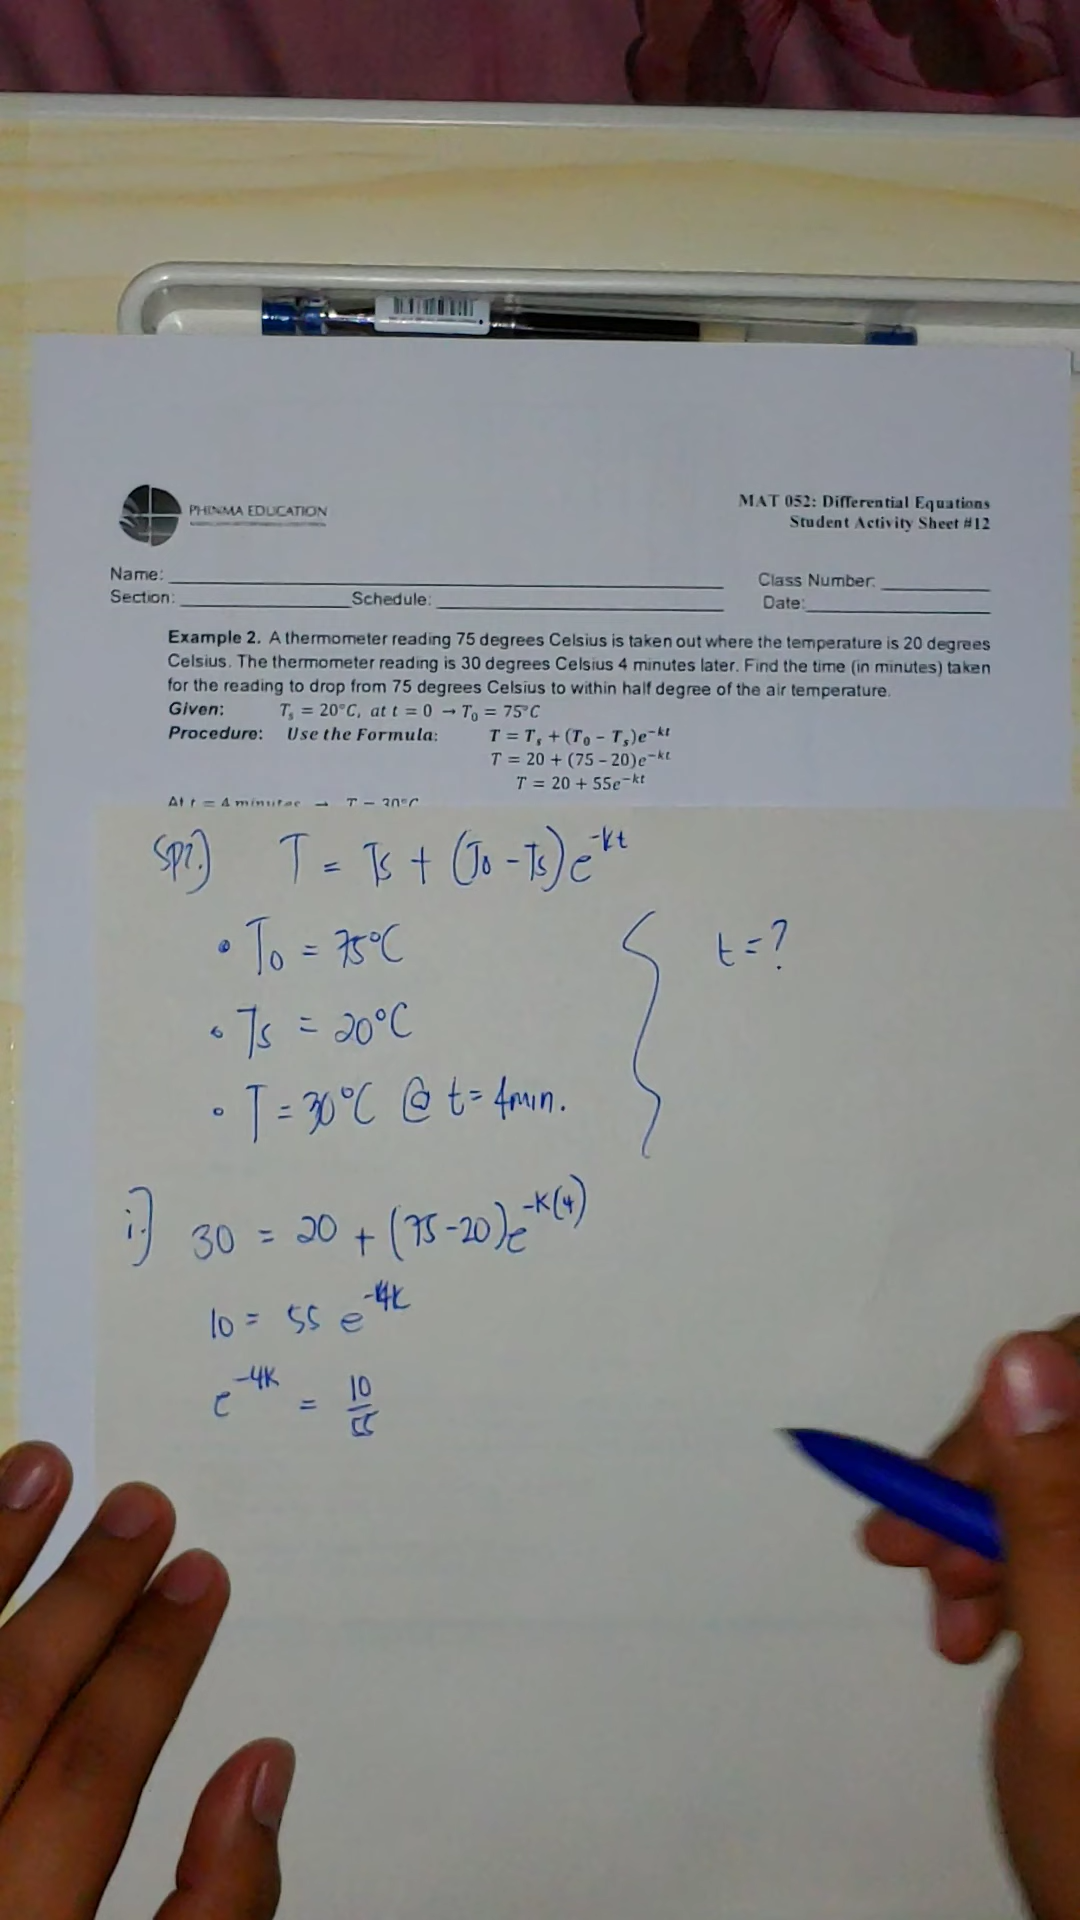 PHINMA EDUCATION
MAT 052: Differential Equations
Student Activity Sheet #12
Name:
Class Number:
Section: Schedule:
Date:
Example 2. A thermometer reading 75 degrees Celsius is taken out where the temperature is 20 degrees
Celsius. The thermometer reading is 30 degrees Celsius 4 minutes later. Find the time (in minutes) taken
for the reading to drop from 75 degrees Celsius to within half degree of the air temperature.
Given: Tₛ = 20°C, at t = 0 → T₀ = 75°C
Procedure: Use the Formula: T = Tₛ + (T₀ − Tₛ)e^−kt
T = 20 + (75 − 20)e^−kt
T = 20 + 55e^−kt
At t = 4 minutes → T = 30°C
T = Ts + (To - Ts)e^-kt
• To = 75°C
t = ?
• Ts = 20°C
• T = 30°C @ t = 4min.
i.) 30 = 20 + (75-20)e^-K(4)
10 = 55 e^-4K
e^-4K = 10/55